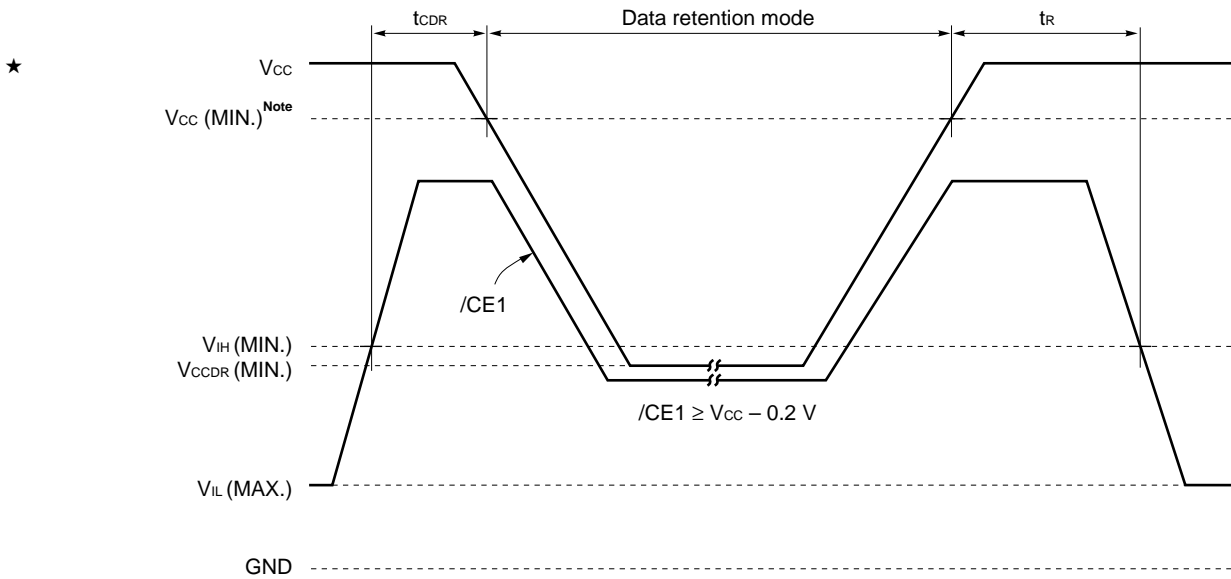 tCDR
Data retention mode
tR
★
VCC
VCC (MIN.)Note
/CE1
VIH (MIN.)
VCCDR (MIN.)
/CE1 ≥ VCC – 0.2 V
VIL (MAX.)
GND